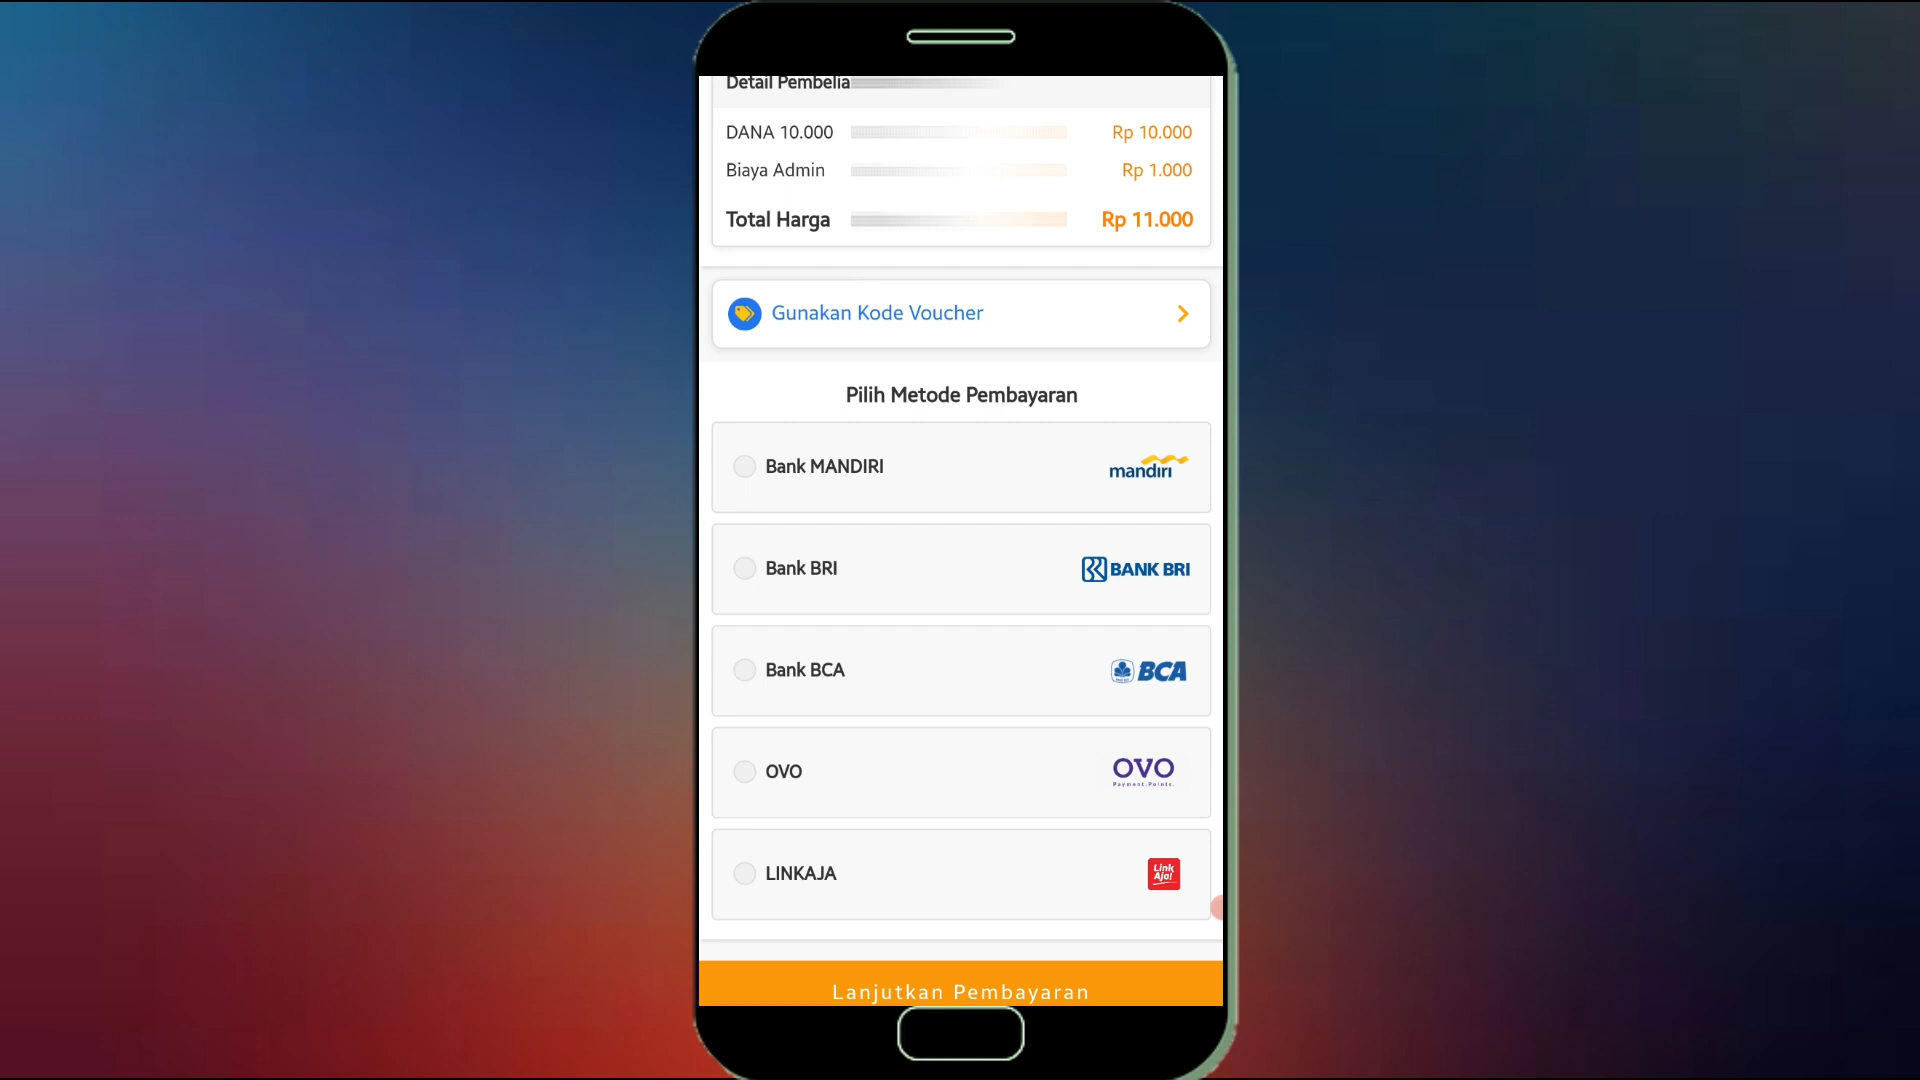 Detail Pembelia
DANA 10.000 Rp 10.000
Biaya Admin Rp 1.000
Total Harga Rp 11.000
Gunakan Kode Voucher
Pilih Metode Pembayaran
Bank MANDIRI mandiri
Bank BRI BANK BRI
Bank BCA BCA
OVO OVO
Payment.Points.
LINKAJA Link
Aja!
Lanjutkan Pembayaran